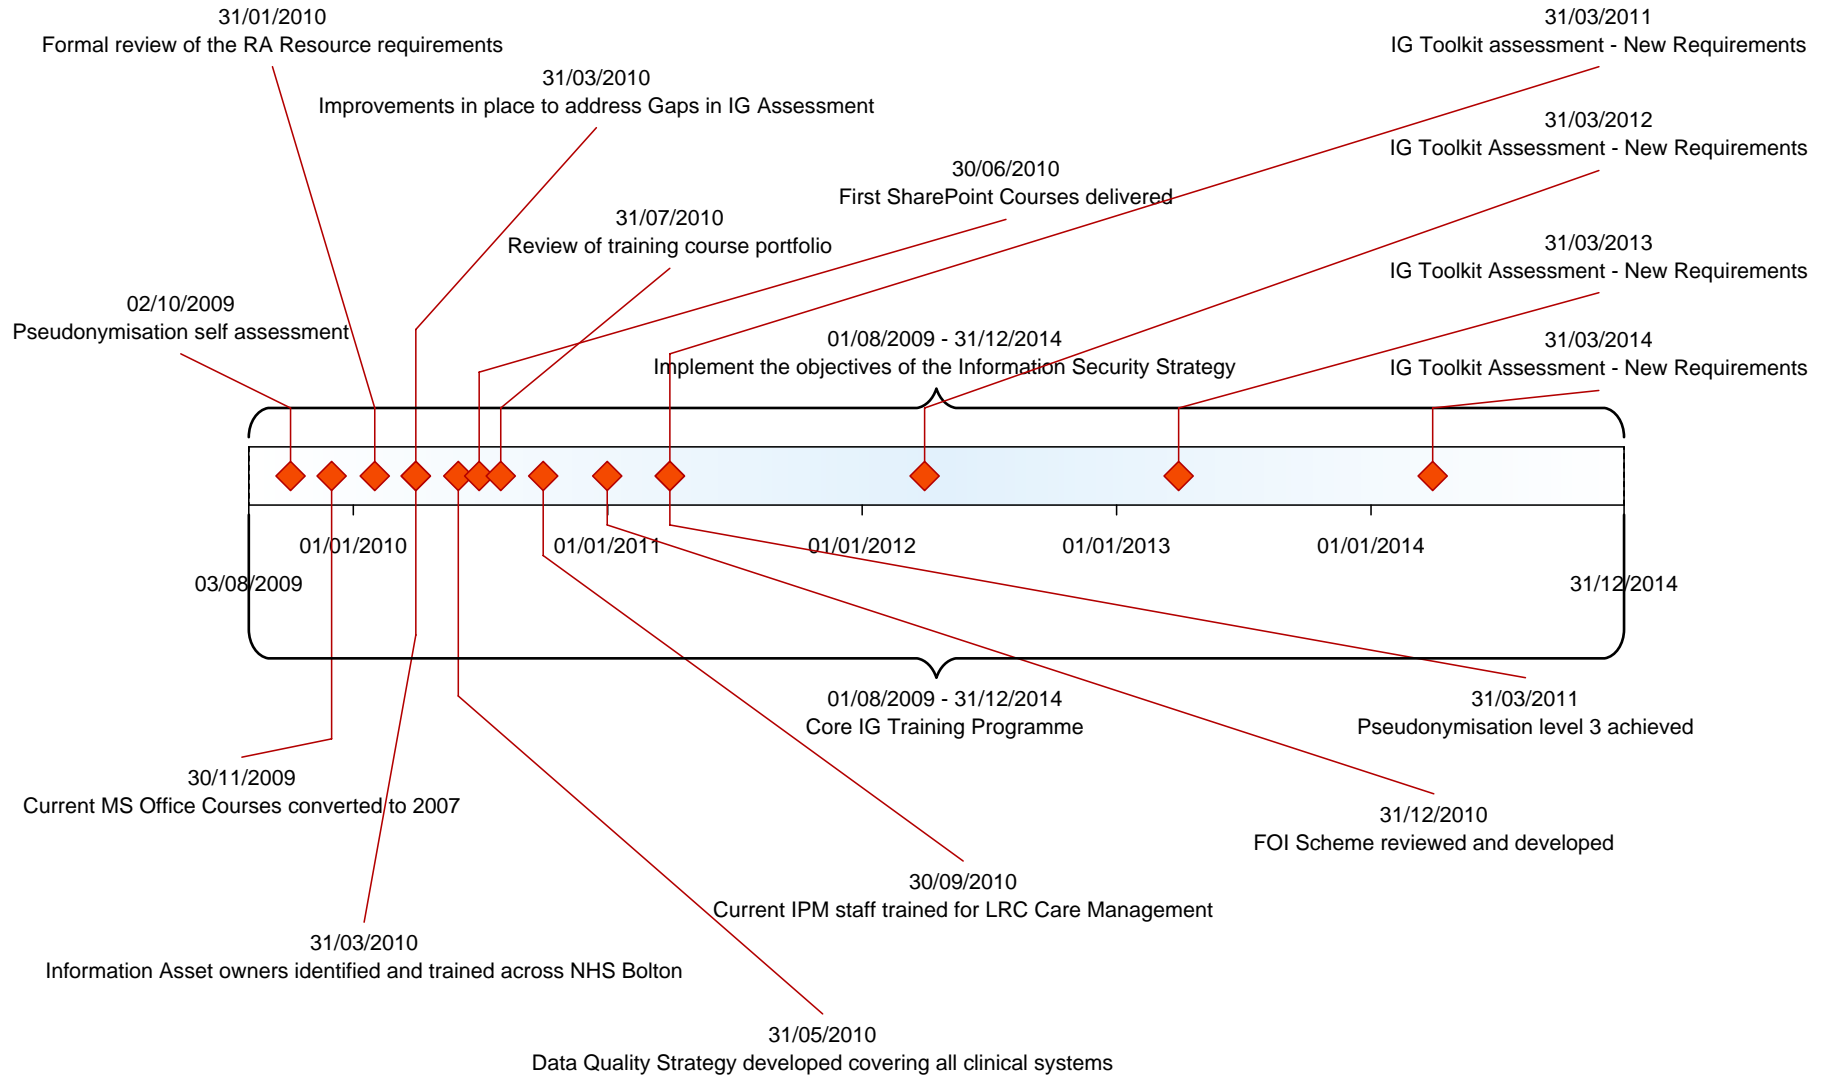 31/01/2010
Formal review of the RA Resource requirements
31/03/2011
IG Toolkit assessment - New Requirements
31/03/2010
Improvements in place to address Gaps in IG Assessment
31/03/2012
IG Toolkit Assessment - New Requirements
30/06/2010
First SharePoint Courses delivered
31/07/2010
Review of training course portfolio
31/03/2013
IG Toolkit Assessment - New Requirements
02/10/2009
Pseudonymisation self assessment
01/08/2009 - 31/12/2014
Implement the objectives of the Information Security Strategy
31/03/2014
IG Toolkit Assessment - New Requirements
01/01/2010
01/01/2011
01/01/2012
01/01/2013
01/01/2014
03/08/2009
31/12/2014
01/08/2009 - 31/12/2014
Core IG Training Programme
31/03/2011
Pseudonymisation level 3 achieved
30/11/2009
Current MS Office Courses converted to 2007
31/12/2010
FOI Scheme reviewed and developed
30/09/2010
Current IPM staff trained for LRC Care Management
31/03/2010
Information Asset owners identified and trained across NHS Bolton
31/05/2010
Data Quality Strategy developed covering all clinical systems